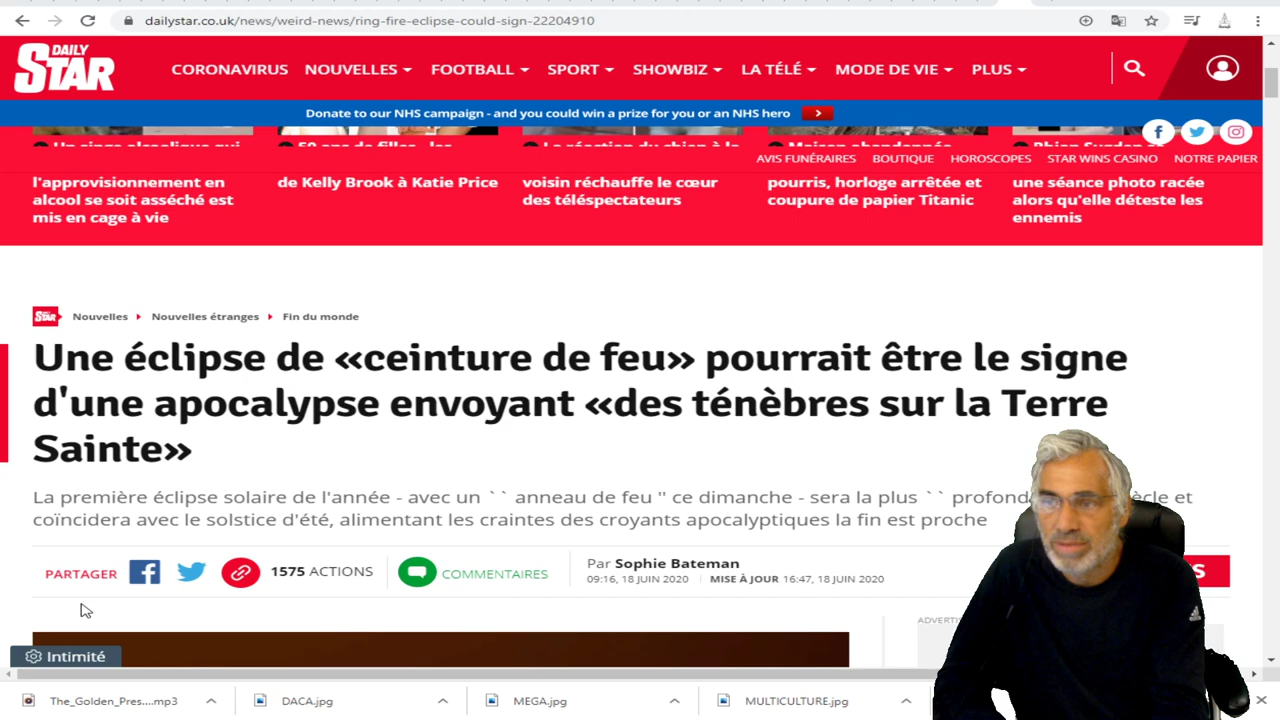 dailystar.co.uk/news/weird-news/ring-fire-eclipse-could-sign-22204910
DAILY STAR
CORONAVIRUS NOUVELLES FOOTBALL SPORT SHOWBIZ LA TÉLÉ MODE DE VIE PLUS
Donate to our NHS campaign - and you could win a prize for you or an NHS hero
AVIS FUNÉRAIRES BOUTIQUE HOROSCOPES STAR WINS CASINO NOTRE PAPIER
l'approvisionnement en
alcool se soit asséché est
mis en cage à vie
de Kelly Brook à Katie Price
voisin réchauffe le cœur
des téléspectateurs
pourris, horloge arrêtée et
coupure de papier Titanic
une séance photo racée
alors qu'elle déteste les
ennemis
STAR Nouvelles Nouvelles étranges Fin du monde
Une éclipse de «ceinture de feu» pourrait être le signe
d'une apocalypse envoyant «des ténèbres sur la Terre
Sainte»
La première éclipse solaire de l'année - avec un `` anneau de feu '' ce dimanche - sera la plus `` et
coïncidera avec le solstice d'été, alimentant les craintes des croyants apocalyptiques la fin est proche
PARTAGER 1575 ACTIONS COMMENTAIRES
Par Sophie Bateman
09:16, 18 JUIN 2020 MISE À JOUR 16:47, 18 JUIN 2020
Intimité
The_Golden_Pres....mp3 DACA.jpg MEGA.jpg MULTICULTURE.jpg